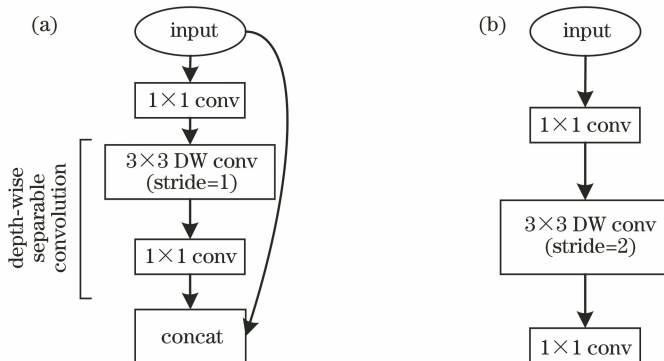 (a)
input
1×1 conv
3×3 DW conv
(stride=1)
1×1 conv
concat
depth-wise
separable
convolution
(b)
input
1×1 conv
3×3 DW conv
(stride=2)
1×1 conv